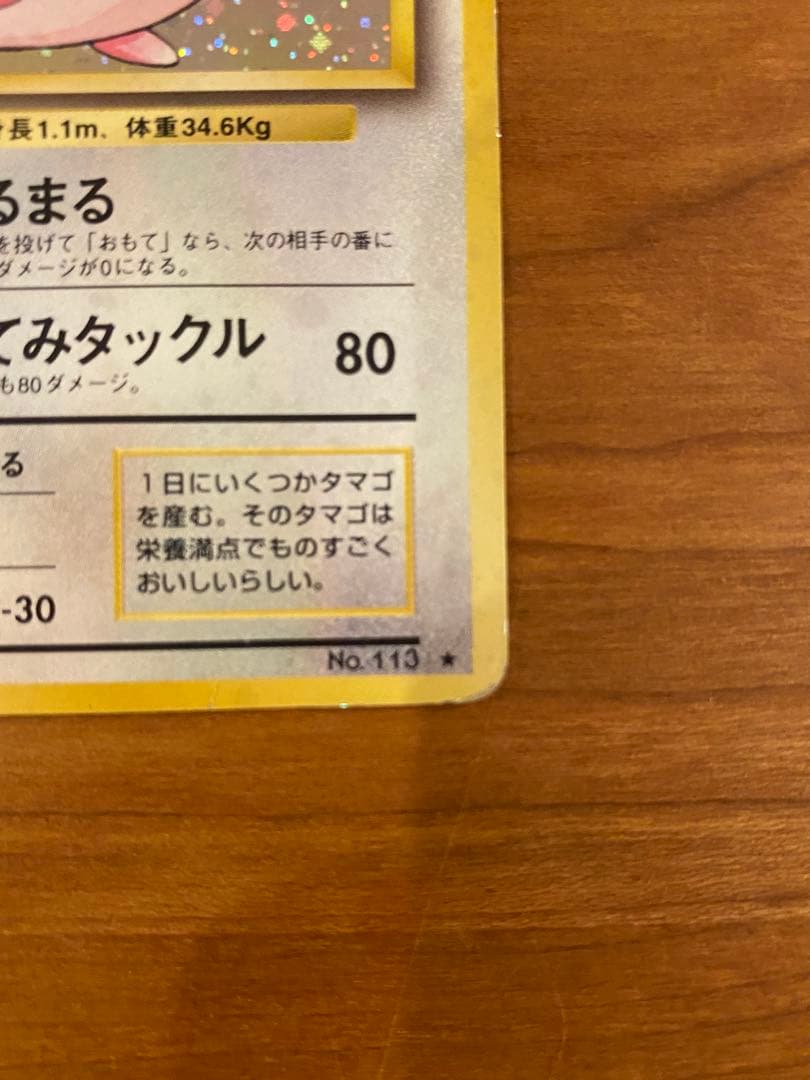 長1.1m、体重34.6Kg
るまる
を投げて「おもて」なら、次の相手の番に
ダメージが0になる。
てみタックル 80
も80ダメージ。
る
1日にいくつかタマゴ
を産む。そのタマゴは
栄養満点でものすごく
おいしいらしい。
-30
No. 113 ★